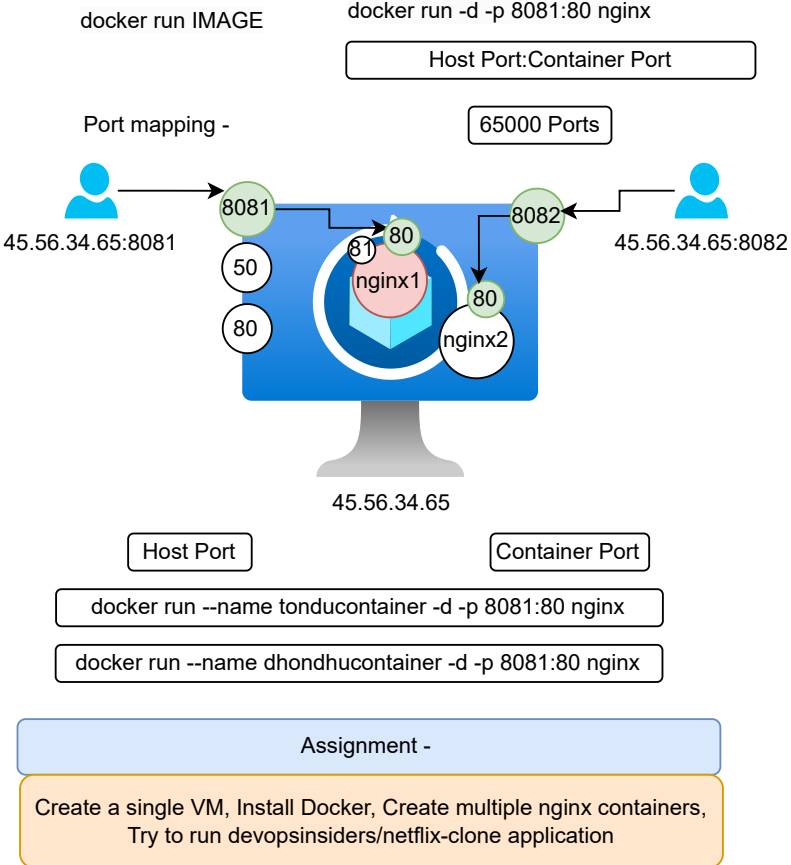 docker run IMAGE
docker run -d -p 8081:80 nginx
Host Port:Container Port
Port mapping -
65000 Ports
45.56.34.65:8081
8081
50
80
81
80
nginx1
80
nginx2
8082
45.56.34.65:8082
45.56.34.65
Host Port
Container Port
docker run --name tonducontainer -d -p 8081:80 nginx
docker run --name dhondhucontainer -d -p 8081:80 nginx
Assignment -
Create a single VM, Install Docker, Create multiple nginx containers,
Try to run devopsinsiders/netflix-clone application